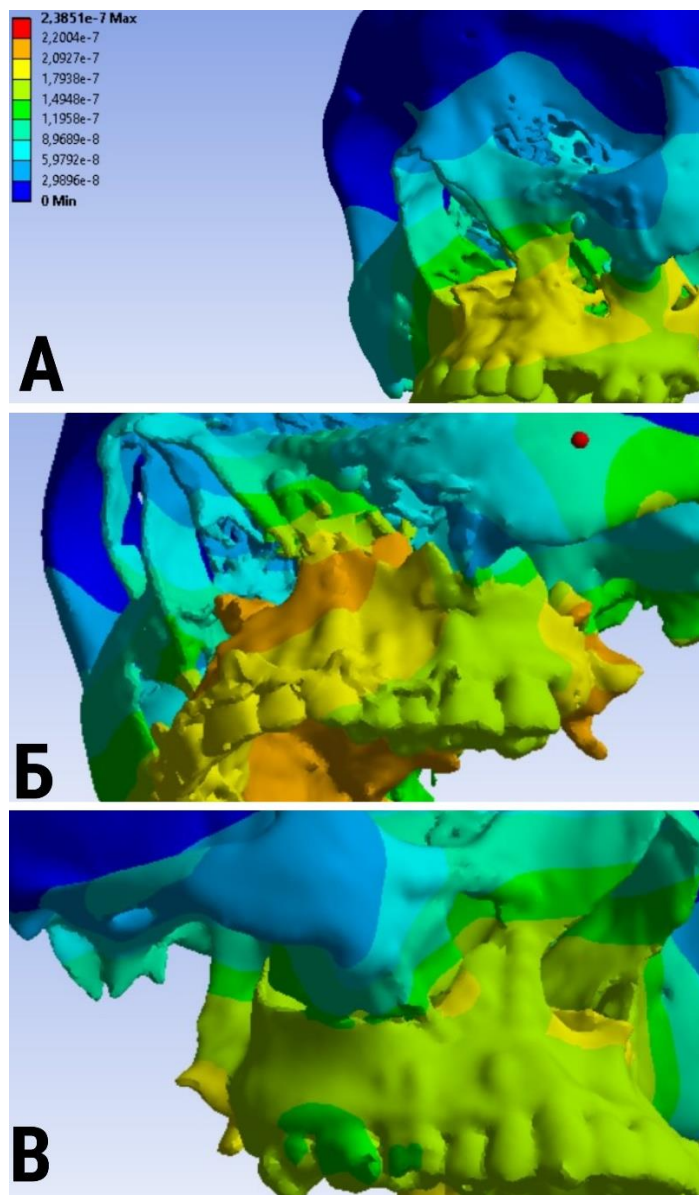 2,3851e-7 Max
2,2004e-7
2,0927e-7
1,7938e-7
1,4948e-7
1,1958e-7
8,9689e-8
5,9792e-8
2,9896e-8
0 Min
А
Б
В